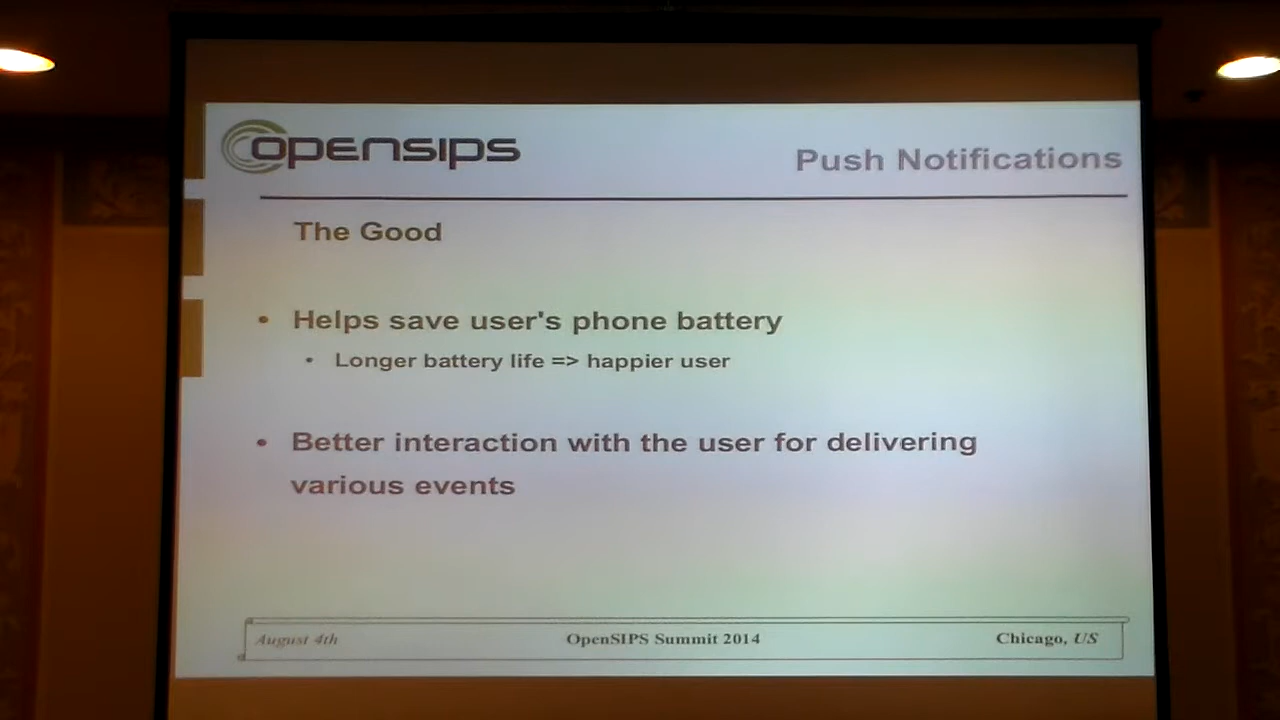 opensips
Push Notifications
The Good
• Helps save user's phone battery
• Longer battery life => happier user
• Better interaction with the user for delivering
various events
August 4th
OpenSIPS Summit 2014
Chicago, US